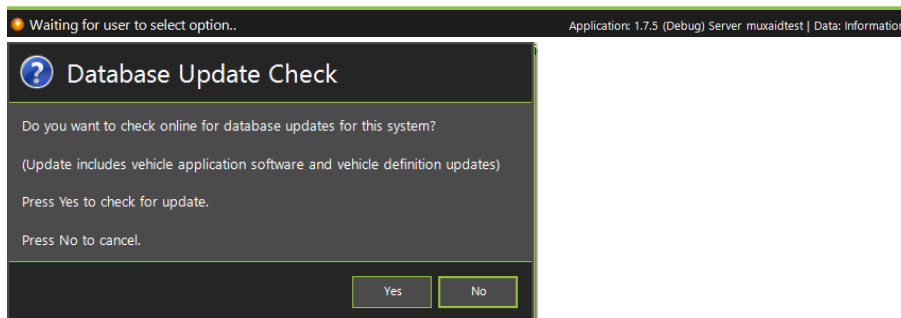 Waiting for user to select option..
Application: 1.7.5 (Debug) Server muxaidtest | Data: Information
Database Update Check
Do you want to check online for database updates for this system?
(Update includes vehicle application software and vehicle definition updates)
Press Yes to check for update.
Press No to cancel.
Yes
No